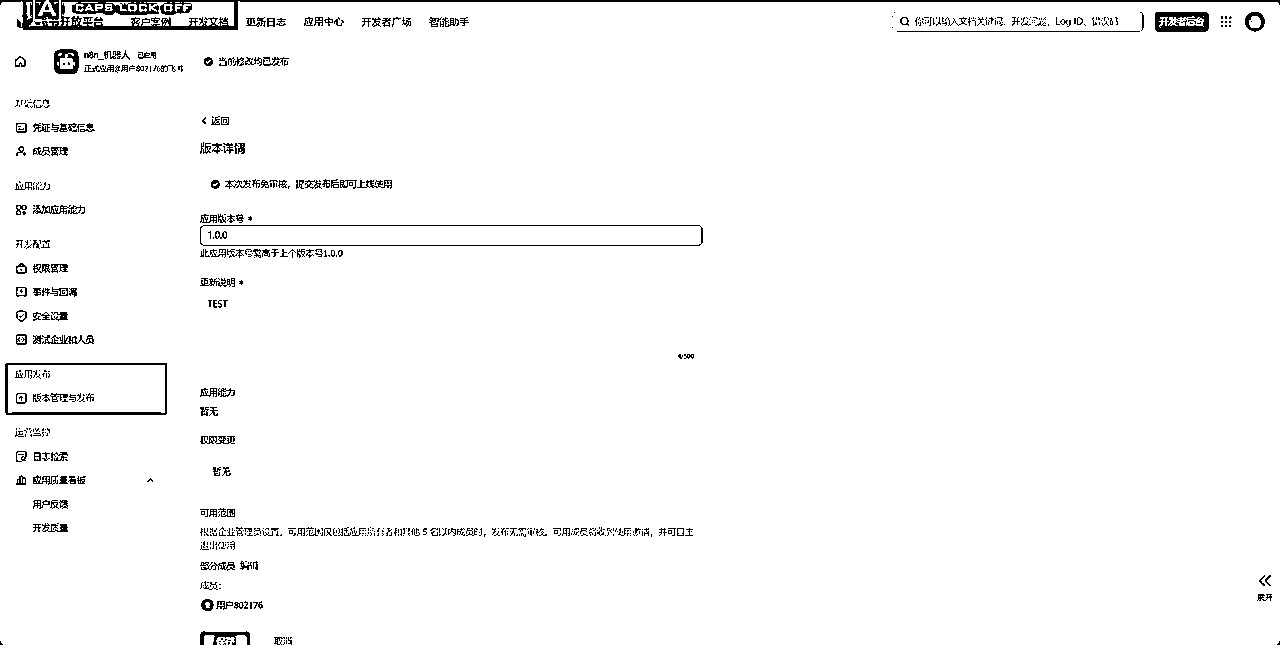 A CAPS LOCK OFF
开放平台 客户案例 开发文档 更新日志 应用中心 开发者广场 智能助手
你可以输入文档关键词、开发问题、Log ID、错误码
开发者后台
n8n_机器人 已启用
正式应用 用户802176的飞书
当前修改均已发布
基础信息
凭证与基础信息
成员管理
应用能力
添加应用能力
开发配置
权限管理
事件与回调
安全设置
测试企业和人员
应用发布
版本管理与发布
运营监控
日志检索
应用质量看板
用户反馈
开发质量
返回
版本详情
本次发布免审核，提交发布后即可上线使用
应用版本号 *
1.0.0
此应用版本号需高于上个版本号1.0.0
更新说明 *
TEST
4/500
应用能力
暂无
权限变更
暂无
可用范围
根据企业管理员设置，可用范围仅包括应用所有者和其他 5 名以内成员时，发布无需审核。可用成员将收到使用邀请，并可自主
退出使用
部分成员 编辑
成员：
用户802176
保存 取消
展开